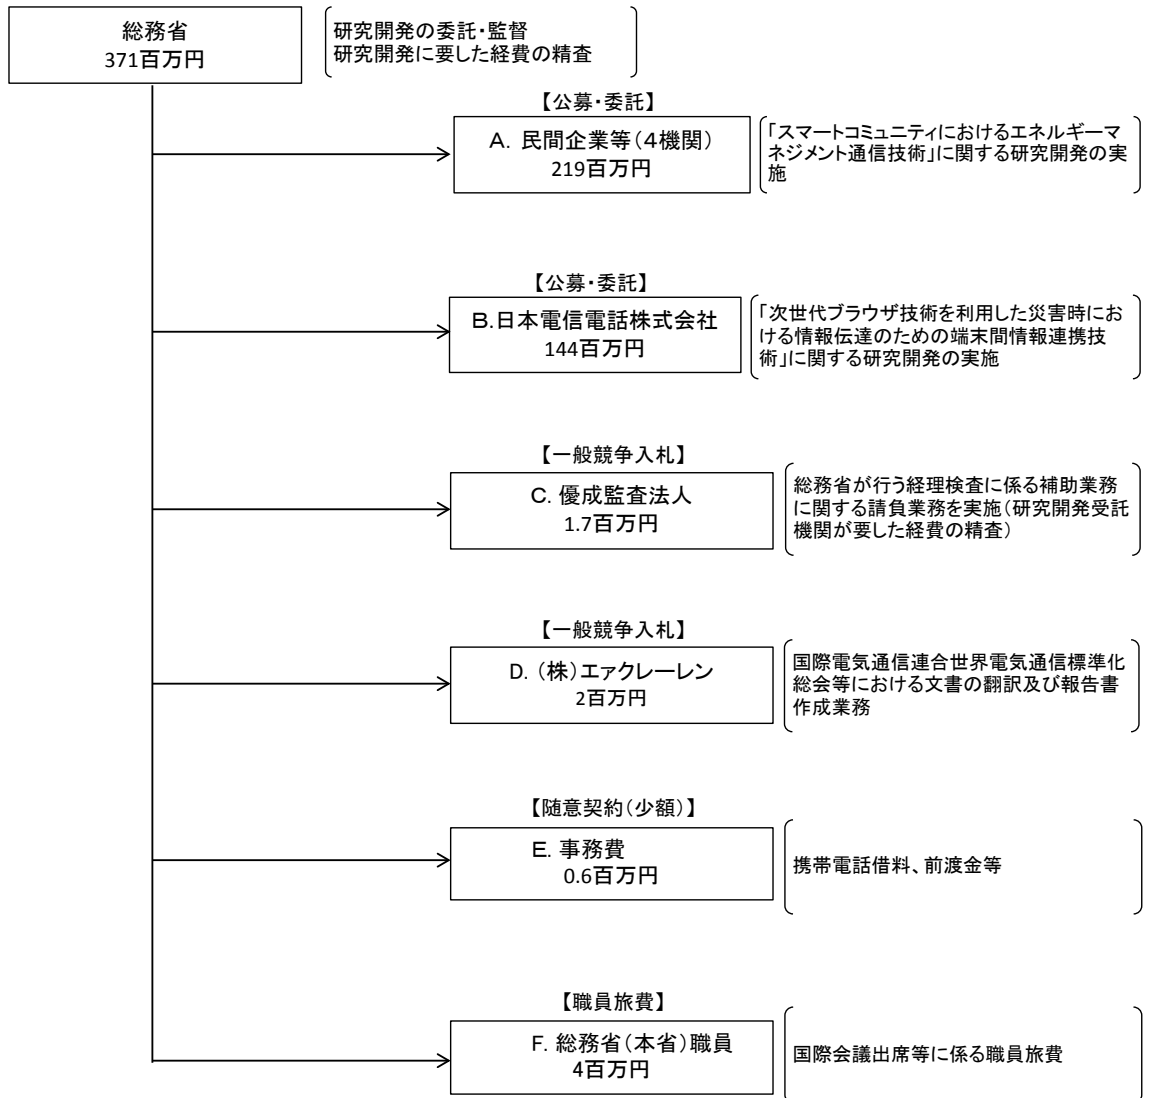 総務省
371百万円
研究開発の委託・監督
研究開発に要した経費の精査
【公募・委託】
A. 民間企業等（４機関）
219百万円
「スマートコミュニティにおけるエネルギーマ
ネジメント通信技術」に関する研究開発の実
施
【公募・委託】
B.日本電信電話株式会社
144百万円
「次世代ブラウザ技術を利用した災害時にお
ける情報伝達のための端末間情報連携技
術」に関する研究開発の実施
【一般競争入札】
C. 優成監査法人
1.7百万円
総務省が行う経理検査に係る補助業務
に関する請負業務を実施（研究開発受託
機関が要した経費の精査）
【一般競争入札】
D. （株）エァクレーレン
2百万円
国際電気通信連合世界電気通信標準化
総会等における文書の翻訳及び報告書
作成業務
【随意契約（少額）】
E. 事務費
0.6百万円
携帯電話借料、前渡金等
【職員旅費】
F. 総務省（本省）職員
4百万円
国際会議出席等に係る職員旅費